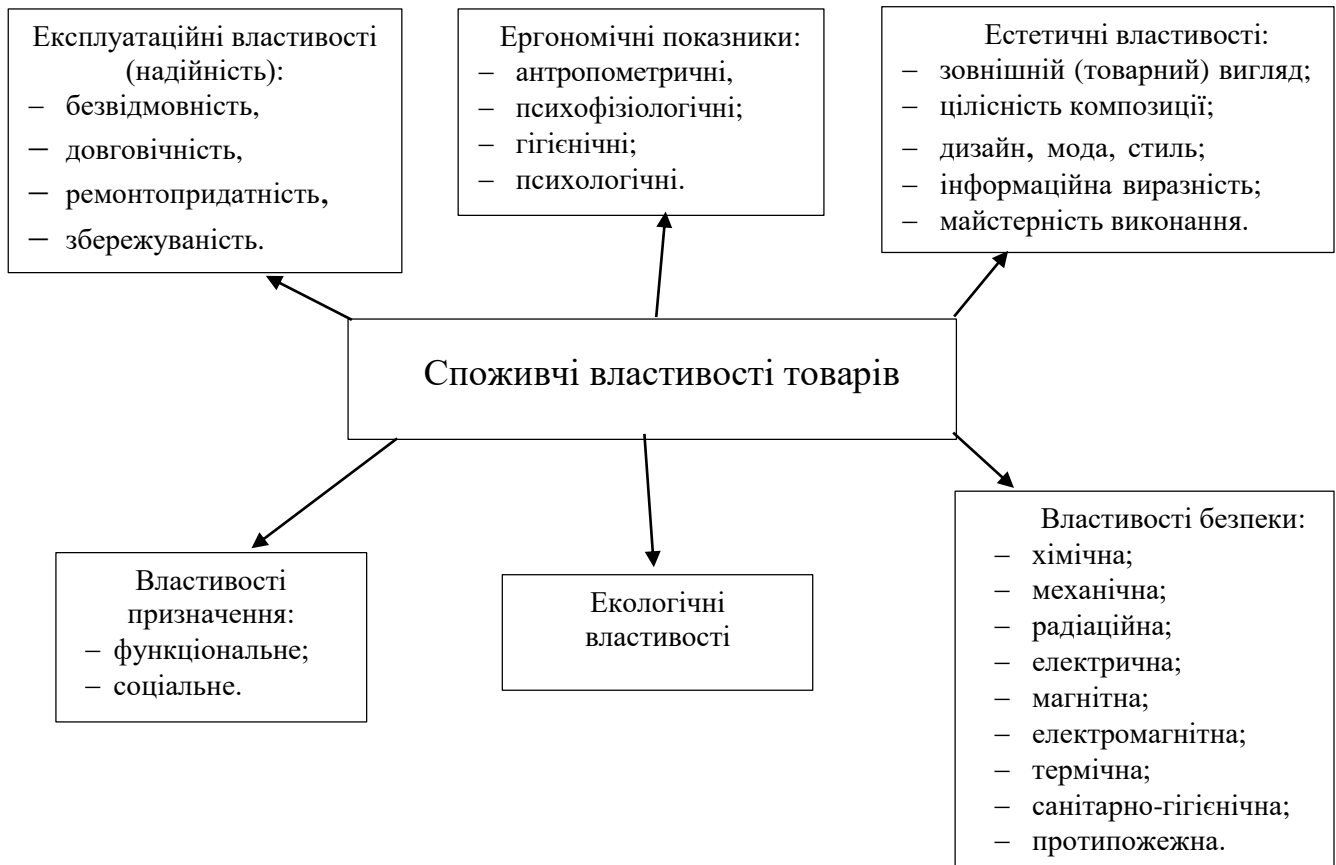 Експлуатаційні властивості
(надійність):
– безвідмовність,
– довговічність,
– ремонтопридатність,
– збережуваність.
Ергономічні показники:
– антропометричні,
– психофізіологічні;
– гігієнічні;
– психологічні.
Естетичні властивості:
– зовнішній (товарний) вигляд;
– цілісність композиції;
– дизайн, мода, стиль;
– інформаційна виразність;
– майстерність виконання.
Споживчі властивості товарів
Властивості
призначення:
– функціональне;
– соціальне.
Екологічні
властивості
Властивості безпеки:
– хімічна;
– механічна;
– радіаційна;
– електрична;
– магнітна;
– електромагнітна;
– термічна;
– санітарно-гігієнічна;
– протипожежна.